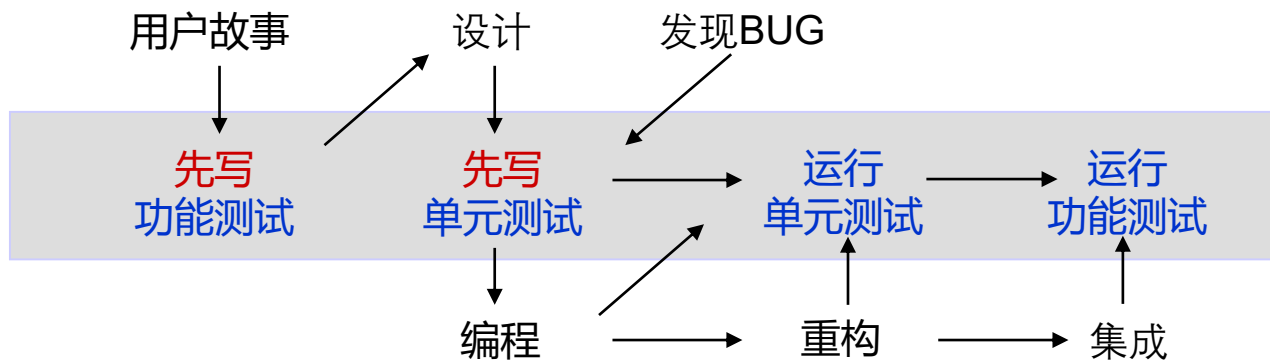 用户故事
设计
发现BUG
先写
功能测试
先写
单元测试
运行
单元测试
运行
功能测试
编程
重构
集成